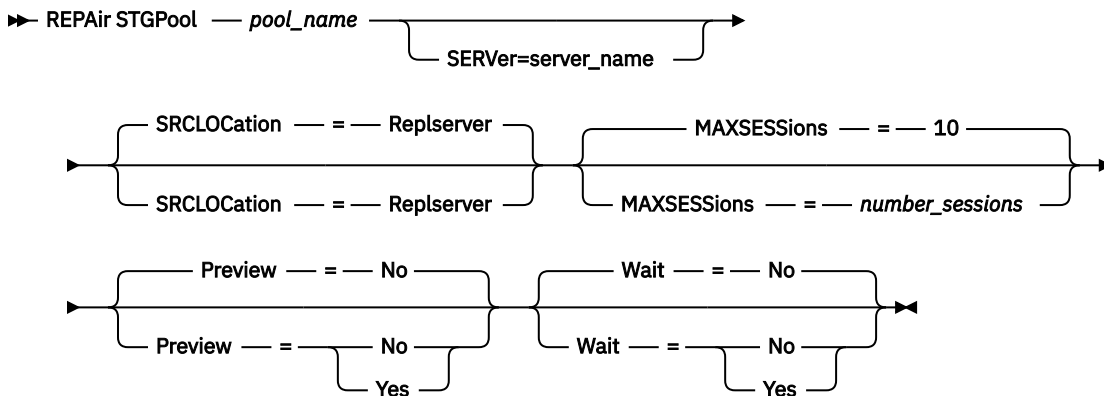 REPAir STGPool — pool_name
SERVer=server_name
SRCLOCation — = — Replserver
MAXSESSions — = — 10
SRCLOCation — = — Replserver
MAXSESSions — = — number_sessions
Preview — = — No
Wait — = — No
Preview — = No
Wait — = No
Yes
Yes